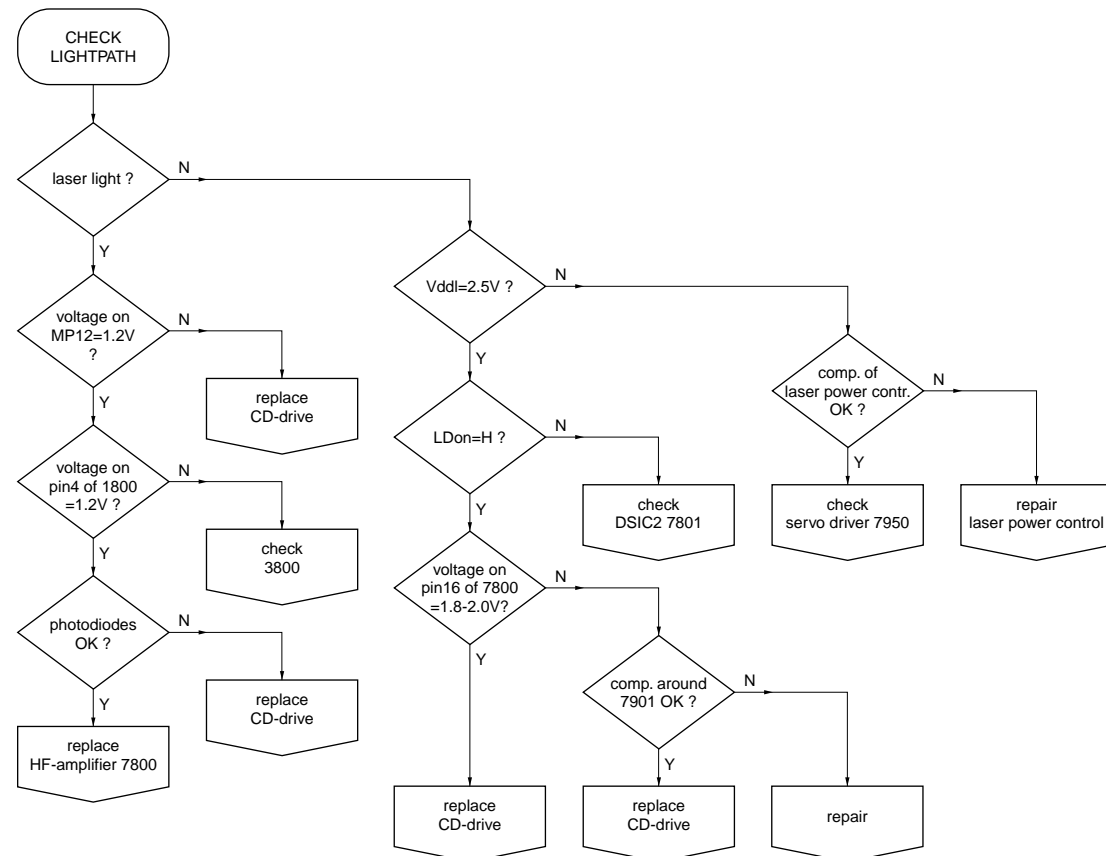 CHECK
LIGHTPATH
laser light ?
N
Y
voltage on
MP12=1.2V
?
N
replace
CD-drive
Y
voltage on
pin4 of 1800
=1.2V ?
N
check
3800
Y
photodiodes
OK ?
N
replace
CD-drive
Y
replace
HF-amplifier 7800
Vddl=2.5V ?
N
Y
comp. of
laser power contr.
OK ?
N
Y
check
servo driver 7950
repair
laser power control
LDon=H ?
N
Y
check
DSIC2 7801
voltage on
pin16 of 7800
=1.8-2.0V?
N
Y
comp. around
7901 OK ?
N
Y
replace
CD-drive
replace
CD-drive
repair